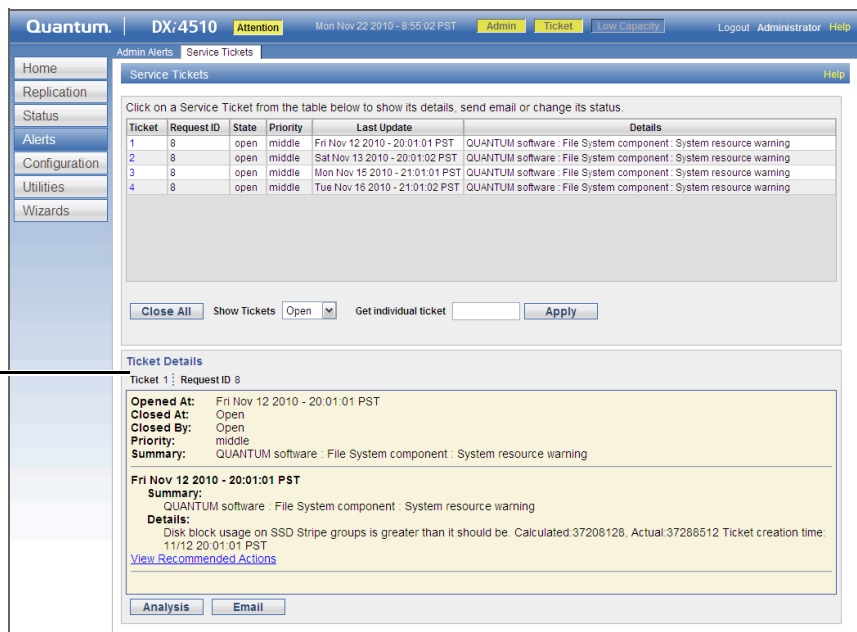 Quantum. DXi4510 Attention Mon Nov 22 2010 - 8:55:02 PST Admin Ticket Low Capacity Logout Administrator Help
Admin Alerts Service Tickets
Home
Replication
Status
Alerts
Configuration
Utilities
Wizards
Service Tickets Help
Click on a Service Ticket from the table below to show its details, send email or change its status.
Ticket Request ID State Priority Last Update Details
1 8 open middle Fri Nov 12 2010 - 20:01:01 PST QUANTUM software : File System component : System resource warning
2 8 open middle Sat Nov 13 2010 - 20:01:02 PST QUANTUM software : File System component : System resource warning
3 8 open middle Mon Nov 15 2010 - 21:01:01 PST QUANTUM software : File System component : System resource warning
4 8 open middle Tue Nov 16 2010 - 21:01:02 PST QUANTUM software : File System component : System resource warning
Close All Show Tickets Open Get individual ticket Apply
Ticket Details
Ticket 1 Request ID 8
Opened At: Fri Nov 12 2010 - 20:01:01 PST
Closed At: Open
Closed By: Open
Priority: middle
Summary: QUANTUM software : File System component : System resource warning
Fri Nov 12 2010 - 20:01:01 PST
Summary:
QUANTUM software : File System component : System resource warning
Details:
Disk block usage on SSD Stripe groups is greater than it should be. Calculated:37208128, Actual:37288512 Ticket creation time:
11/12 20:01:01 PST
View Recommended Actions
Analysis Email